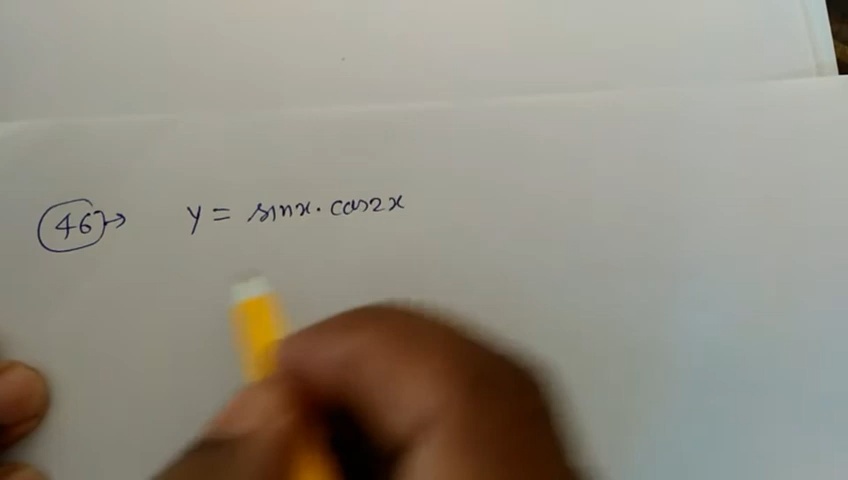 46→ y = sinx. cos2x